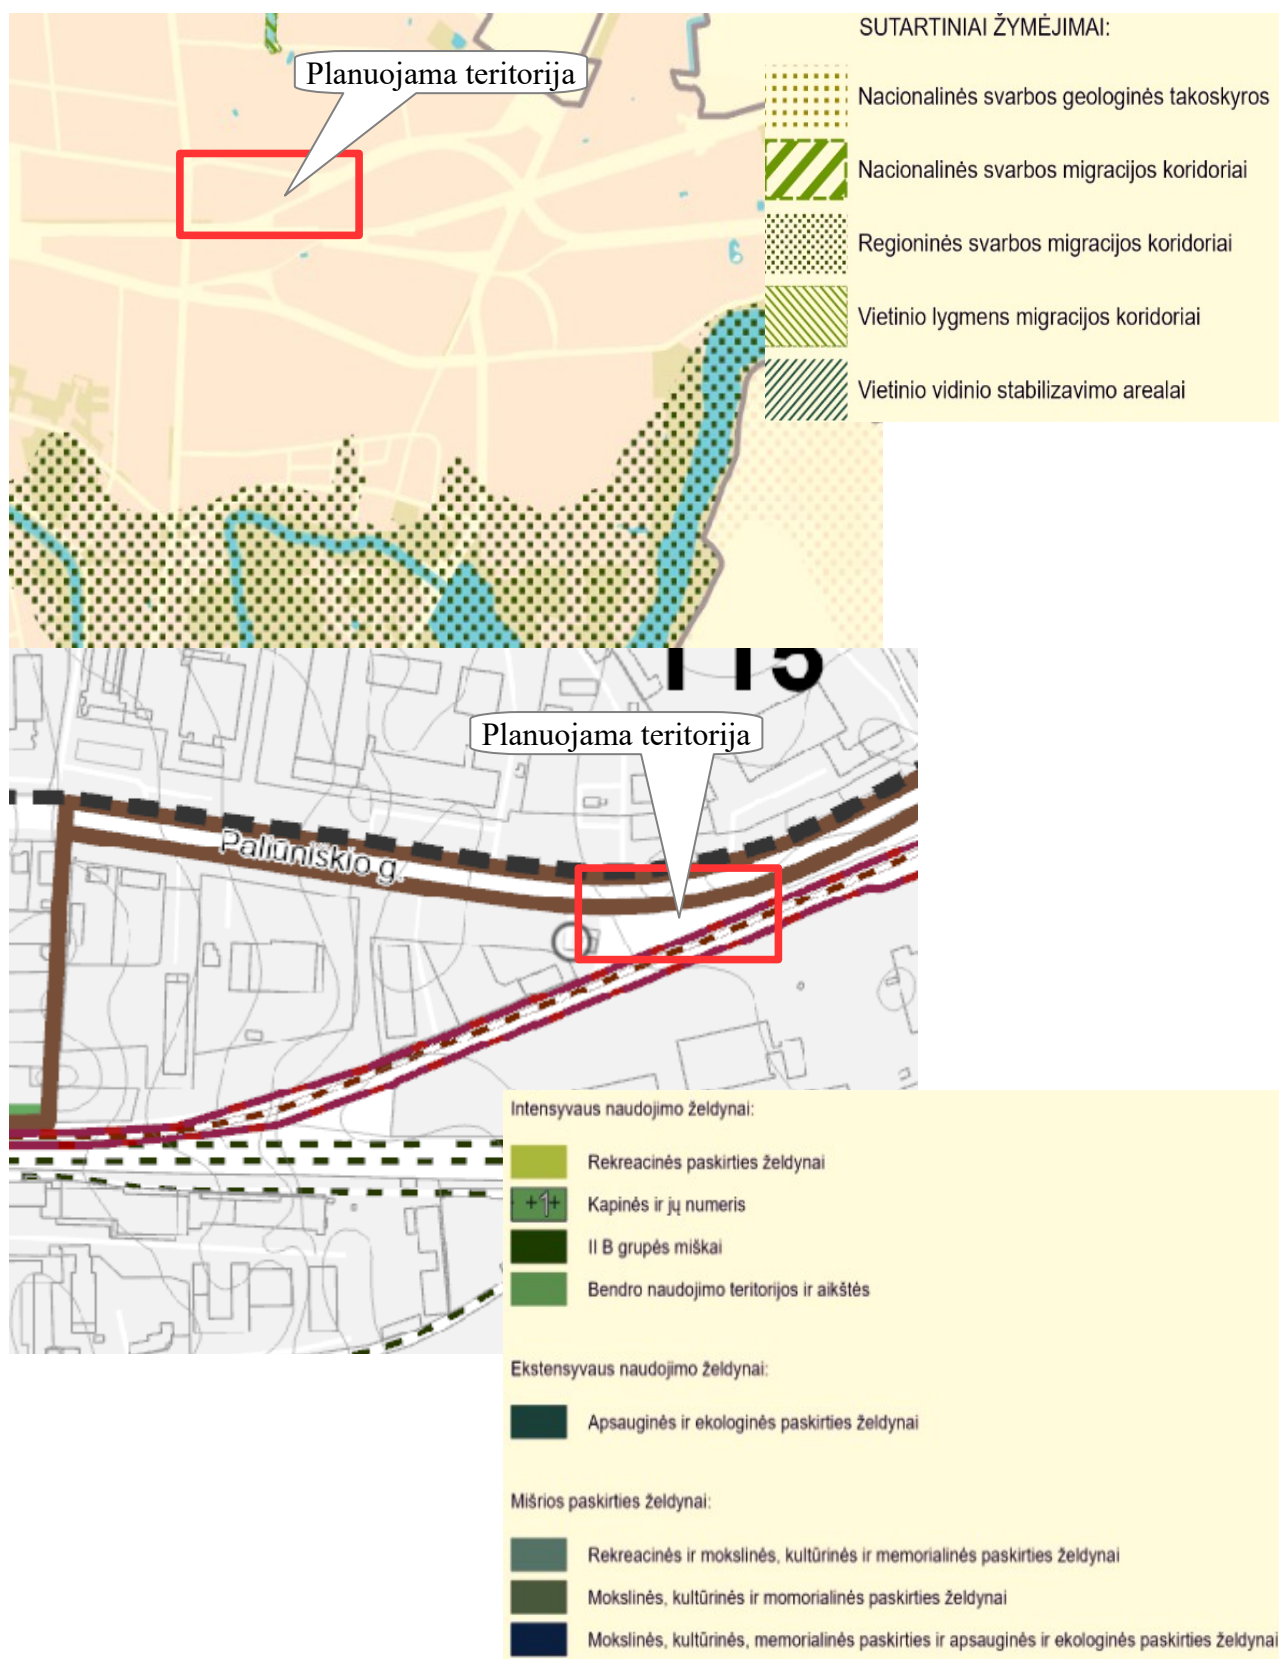 SUTARTINIAI ŽYMĖJIMAI:
Planuojama teritorija
Nacionalinės svarbos geologinės takoskyros
Nacionalinės svarbos migracijos koridoriai
Regioninės svarbos migracijos koridoriai
Vietinio lygmens migracijos koridoriai
Vietinio vidinio stabilizavimo arealai
Planuojama teritorija
Paliūniškio g.
Intensyvaus naudojimo želdynai:
Rekreacinės paskirties želdynai
+1+ Kapinės ir jų numeris
II B grupės miškai
Bendro naudojimo teritorijos ir aikštės
Ekstensyvaus naudojimo želdynai:
Apsauginės ir ekologinės paskirties želdynai
Mišrios paskirties želdynai:
Rekreacinės ir mokslinės, kultūrinės ir memorialinės paskirties želdynai
Mokslinės, kultūrinės ir momorialinės paskirties želdynai
Mokslinės, kultūrinės, memorialinės paskirties ir apsauginės ir ekologinės paskirties želdynai